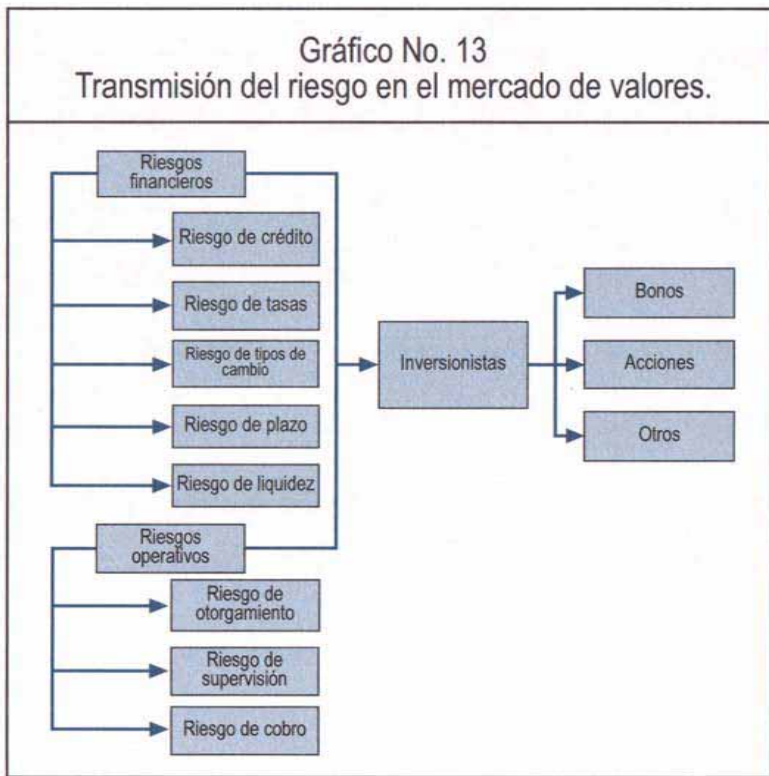 Gráfico No. 13
Transmisión del riesgo en el mercado de valores.
Riesgos
financieros
Riesgo de crédito
Riesgo de tasas
Riesgo de tipos de
cambio
Riesgo de plazo
Riesgo de liquidez
Riesgos
operativos
Riesgo de
otorgamiento
Riesgo de
supervisión
Riesgo de cobro
Inversionistas
Bonos
Acciones
Otros